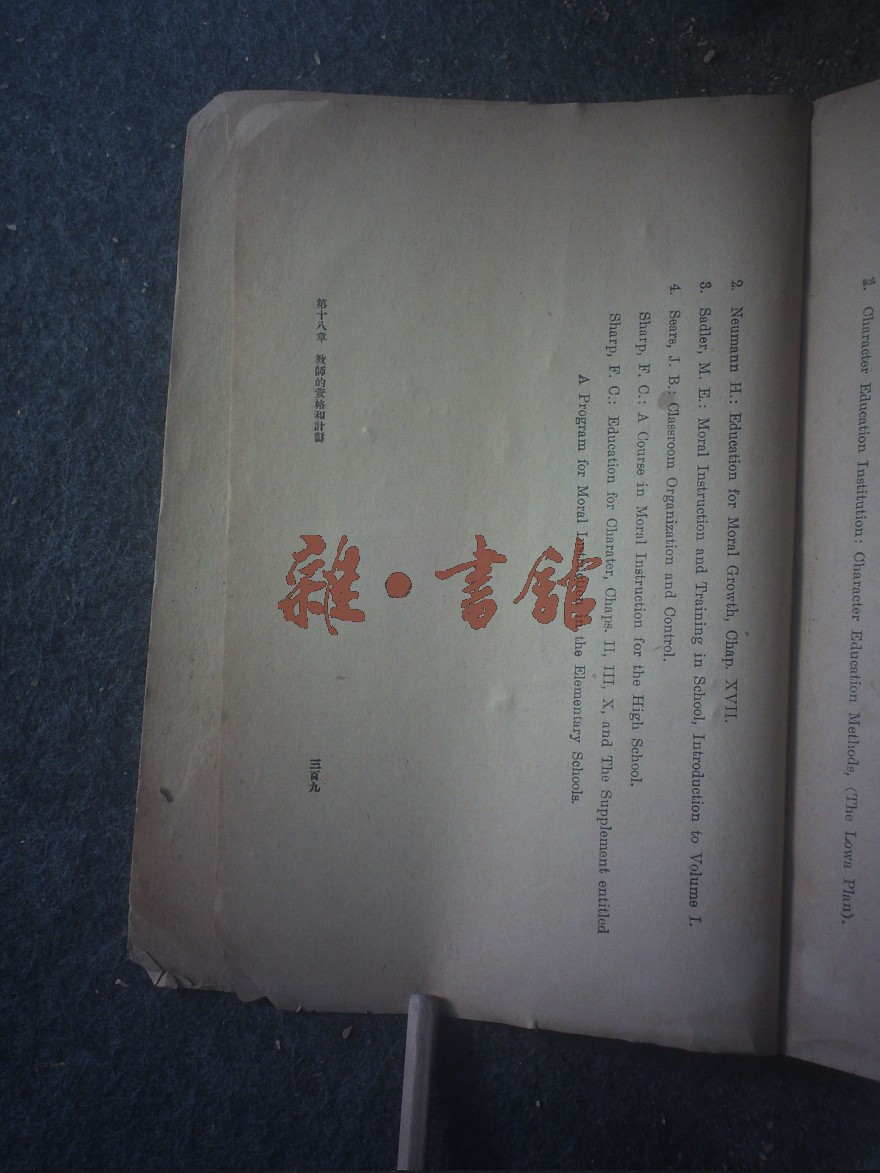 1. Character Education Institution: Character Education Methods, (The Lowa Plan).
2. Neumann H.: Education for Moral Growth, Chap. XVII.
3. Sadler, M. E.: Moral Instruction and Training in School, Introduction to Volume I.
4. Sears, J. B.: Classroom Organization and Control.
Sharp, F. C.: A Course in Moral Instruction for the High School.
Sharp, F. C.: Education for Charater, Chaps. II, III, X, and The Supplement entitled
A Program for Moral Instruction in the Elementary Schools.
第十八章 教師的資格和計劃
三百九
雜•書館